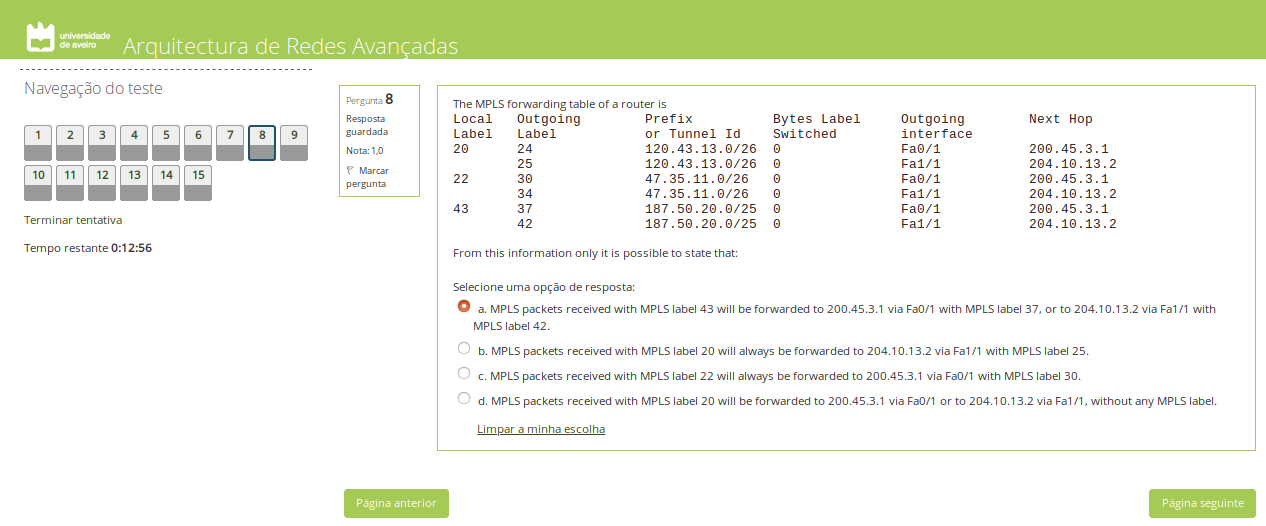 universidade
de aveiro
Arquitectura de Redes Avançadas
Navegação do teste
1 2 3 4 5 6 7 8 9
10 11 12 13 14 15
Terminar tentativa
Tempo restante 0:12:56
Pergunta 8
Resposta
guardada
Nota: 1,0
Marcar
pergunta
The MPLS forwarding table of a router is
Local Outgoing Prefix Bytes Label Outgoing Next Hop
Label Label or Tunnel Id Switched interface
20 24 120.43.13.0/26 0 Fa0/1 200.45.3.1
25 120.43.13.0/26 0 Fa1/1 204.10.13.2
22 30 47.35.11.0/26 0 Fa0/1 200.45.3.1
34 47.35.11.0/26 0 Fa1/1 204.10.13.2
43 37 187.50.20.0/25 0 Fa0/1 200.45.3.1
42 187.50.20.0/25 0 Fa1/1 204.10.13.2
From this information only it is possible to state that:
Selecione uma opção de resposta:
a. MPLS packets received with MPLS label 43 will be forwarded to 200.45.3.1 via Fa0/1 with MPLS label 37, or to 204.10.13.2 via Fa1/1 with
MPLS label 42.
b. MPLS packets received with MPLS label 20 will always be forwarded to 204.10.13.2 via Fa1/1 with MPLS label 25.
c. MPLS packets received with MPLS label 22 will always be forwarded to 200.45.3.1 via Fa0/1 with MPLS label 30.
d. MPLS packets received with MPLS label 20 will be forwarded to 200.45.3.1 via Fa0/1 or to 204.10.13.2 via Fa1/1, without any MPLS label.
Limpar a minha escolha
Página anterior
Página seguinte